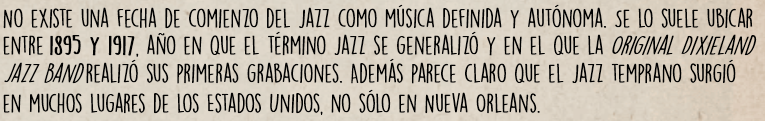 NO EXISTE UNA FECHA DE COMIENZO DEL JAZZ COMO MÚSICA DEFINIDA Y AUTÓNOMA. SE LO SUELE UBICAR
ENTRE 1895 Y 1917, AÑO EN QUE EL TÉRMINO JAZZ SE GENERALIZÓ Y EN EL QUE LA ORIGINAL DIXIELAND
JAZZ BAND REALIZÓ SUS PRIMERAS GRABACIONES. ADEMÁS PARECE CLARO QUE EL JAZZ TEMPRANO SURGIÓ
EN MUCHOS LUGARES DE LOS ESTADOS UNIDOS, NO SÓLO EN NUEVA ORLEANS.